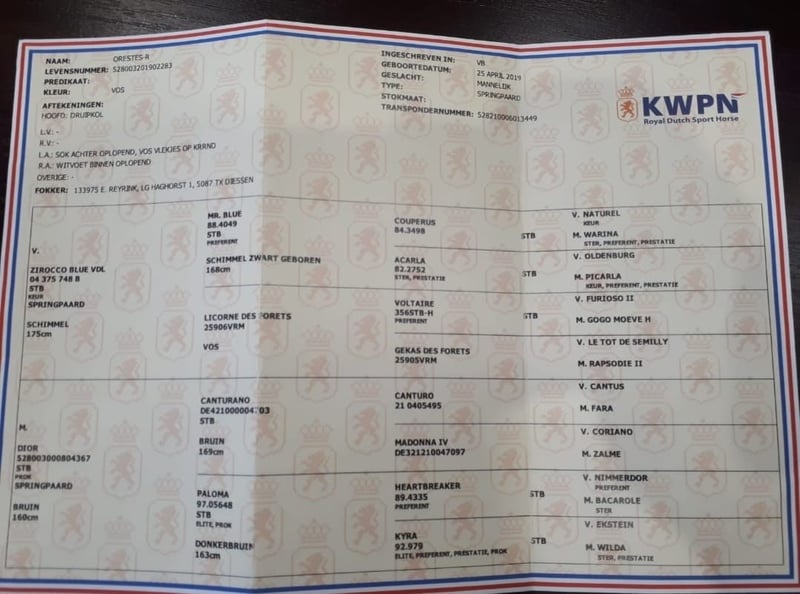 NAAM: ORESTES-R
LEVENSNUMMER: 528003201902283
PREDIKAAT:
KLEUR: VOS
AFTEKENINGEN:
HOOFD: DRUIPKOL
L.V.: -
R.V.: -
L.A.: SOK ACHTER OPLOPEND, VOS VLEKJES OP KRRND
R.A.: WITVOET BINNEN OPLOPEND
OVERIGE: -
FOKKER: 133975 E. REYRINK, LG HAGHORST 1, 5087 TK DIESSEN
INGESCHREVEN IN: VB
GEBOORTEDATUM: 25 APRIL 2019
GESLACHT: MANNELIJK
TYPE: SPRINGPAARD
STOKMAAT:
TRANSPONDERNUMMER: 528210006013449
KWPN
Royal Dutch Sport Horse
V.
ZIROCCO BLUE VDL
04 375 748 B
STB
KEUR
SPRINGPAARD
SCHIMMEL
175cm
MR. BLUE
88.4049
STB
PREFERENT
SCHIMMEL ZWART GEBOREN
168cm
LICORNE DES FORETS
25906VRM
VOS
COUPERUS
84.3498 STB
ACARLA
82.2752 STB
STER, PRESTATIE
VOLTAIRE
356STB-H STB
PREFERENT
GEKAS DES FORETS
25905VRM
V. NATUREL
KEUR
M. WARINA
STER, PREFERENT, PRESTATIE
V. OLDENBURG
M. PICARLA
KEUR, PREFERENT, PRESTATIE
V. FURIOSO II
M. GOGO MOEVE H
V. LE TOT DE SEMILLY
M. RAPSODIE II
M.
DIOR
528003000804367
STB
PROK
SPRINGPAARD
BRUIN
160cm
CANTURANO
STB
BRUIN
169cm
PALOMA
97.05648
STB
ELITE, PROK
DONKERBRUIN
163cm
CANTURO
21 0405495
MADONNA IV
DE321210047097
HEARTBREAKER
89.4335 STB
PREFERENT
KYRA
92.979 STB
ELITE, PREFERENT, PRESTATIE, PROK
V. CANTUS
M. FARA
V. CORIANO
M. ZALME
V. NIMMERDOR
PREFERENT
M. BACAROLE
STER
V. EKSTEIN
M. WILDA
STER, PRESTATIE